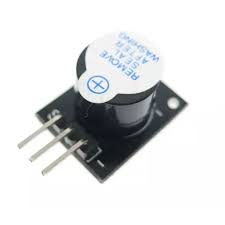 REMOVE
SEAL
AFTER
WASHING
+
S
-